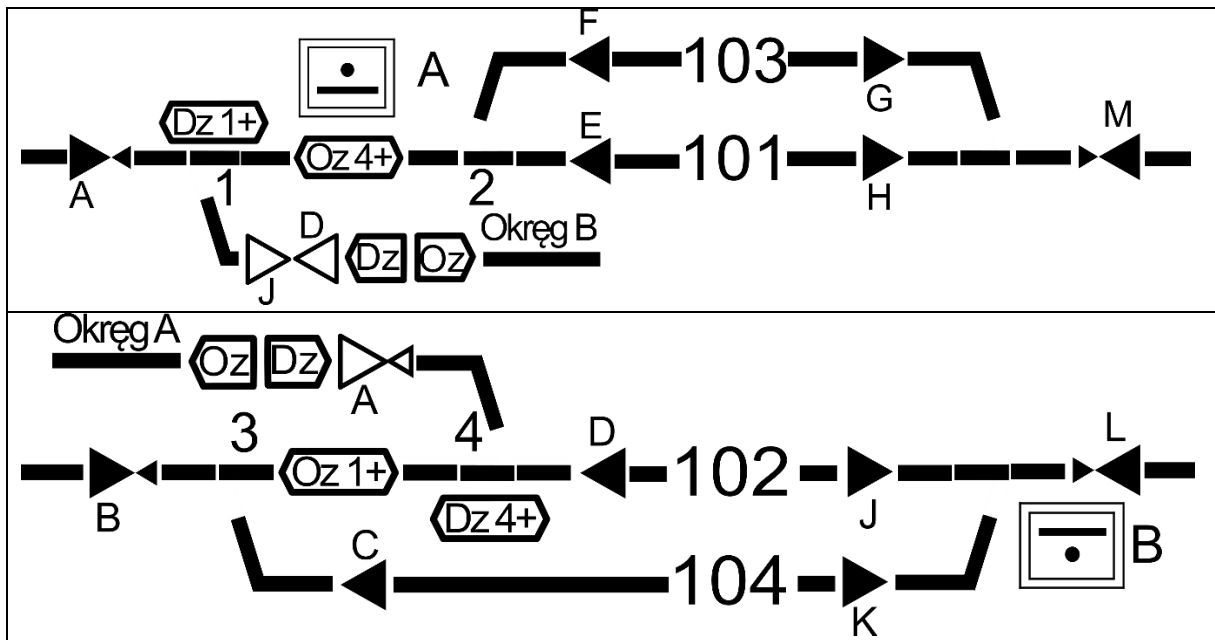 F 103 G
A
Dz 1+
A 1 Oz 4+ 2 E 101 H M
D Okręg B
J Dz Oz
Okręg A
Oz Dz A
3 4 D 102 J L
B Oz 1+
Dz 4+
C 104 K B